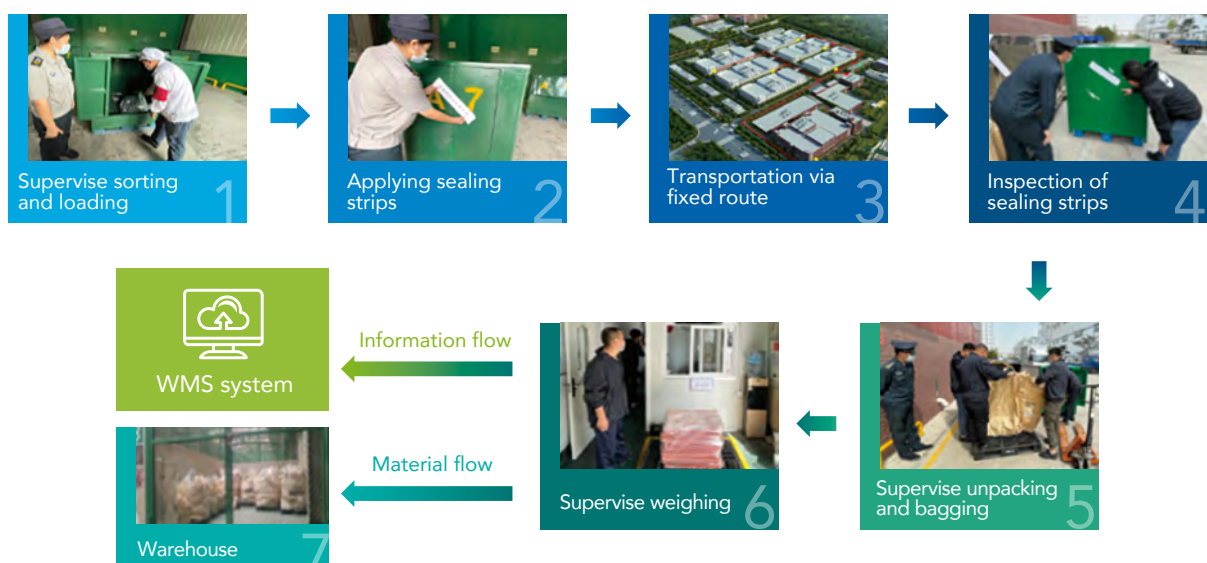 Supervise sorting
and loading
1
Applying sealing
strips
2
A 7
Transportation via
fixed route
3
Inspection of
sealing strips
4
Information flow
WMS system
Material flow
Warehouse
7
Supervise weighing
6
Supervise unpacking
and bagging
5